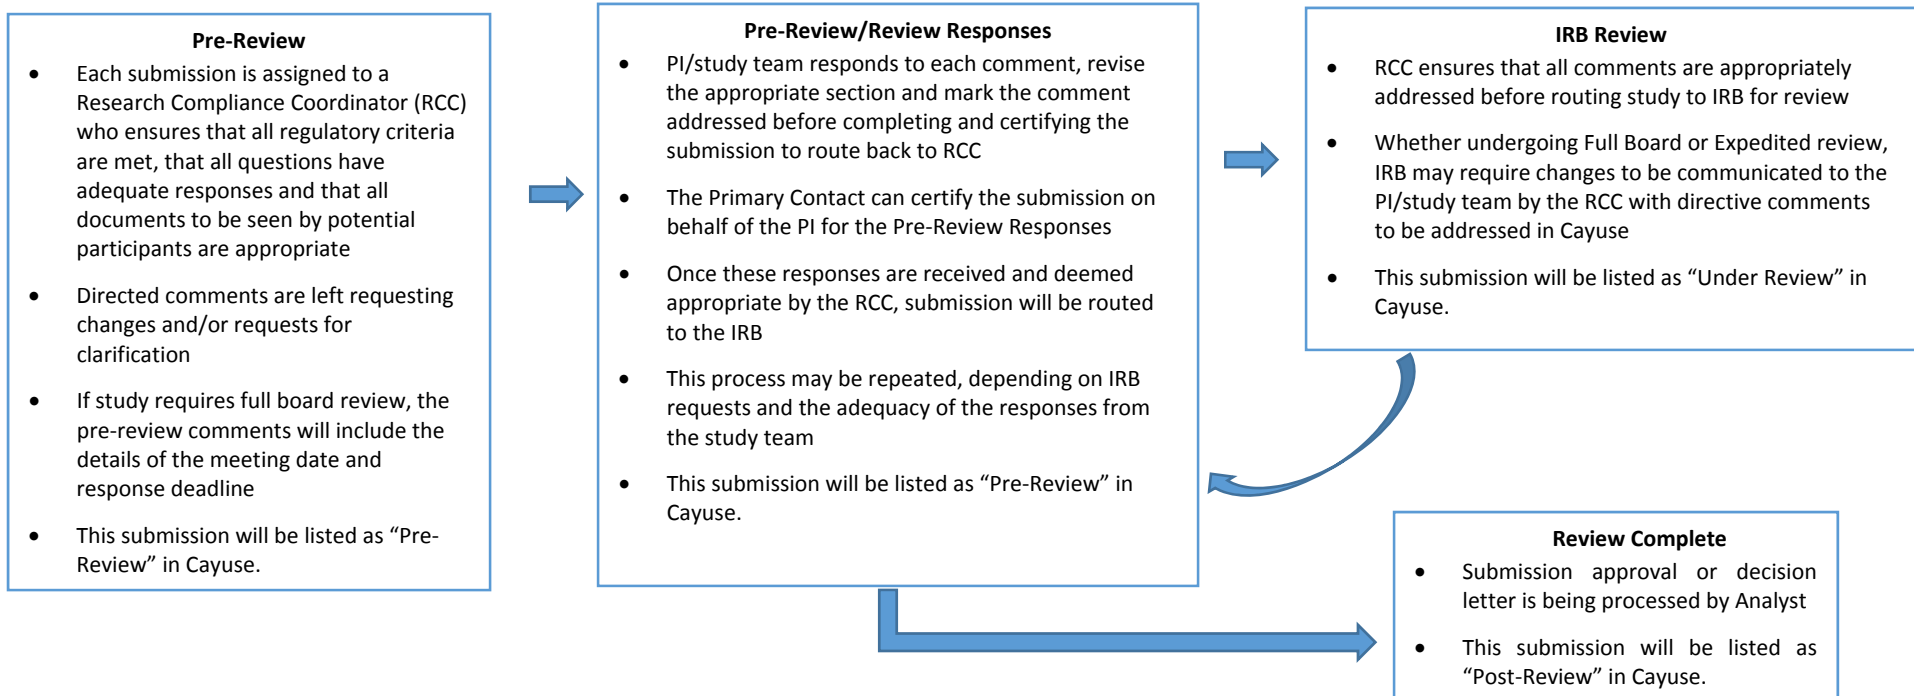 Pre-Review
• Each submission is assigned to a
Research Compliance Coordinator (RCC)
who ensures that all regulatory criteria
are met, that all questions have
adequate responses and that all
documents to be seen by potential
participants are appropriate
• Directed comments are left requesting
changes and/or requests for
clarification
• If study requires full board review, the
pre-review comments will include the
details of the meeting date and
response deadline
• This submission will be listed as “Pre-
Review” in Cayuse.
Pre-Review/Review Responses
• PI/study team responds to each comment, revise
the appropriate section and mark the comment
addressed before completing and certifying the
submission to route back to RCC
• The Primary Contact can certify the submission on
behalf of the PI for the Pre-Review Responses
• Once these responses are received and deemed
appropriate by the RCC, submission will be routed
to the IRB
• This process may be repeated, depending on IRB
requests and the adequacy of the responses from
the study team
• This submission will be listed as “Pre-Review” in
Cayuse.
IRB Review
• RCC ensures that all comments are appropriately
addressed before routing study to IRB for review
• Whether undergoing Full Board or Expedited review,
IRB may require changes to be communicated to the
PI/study team by the RCC with directive comments
to be addressed in Cayuse
• This submission will be listed as “Under Review” in
Cayuse.
Review Complete
• Submission approval or decision
letter is being processed by Analyst
• This submission will be listed as
“Post-Review” in Cayuse.